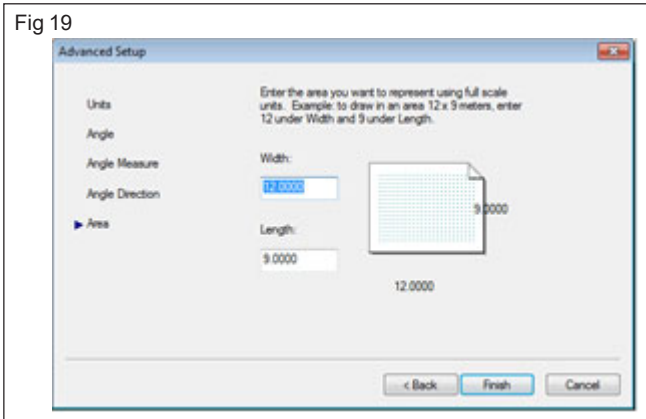 Fig 19
Advanced Setup
Units
Angle
Angle Measure
Angle Direction
Area
Enter the area you want to represent using full scale
units. Example: to draw in an area 12 x 9 meters, enter
12 under Width and 9 under Length.
Width:
12.0000
Length:
9.0000
9.0000
12.0000
< Back
Finish
Cancel